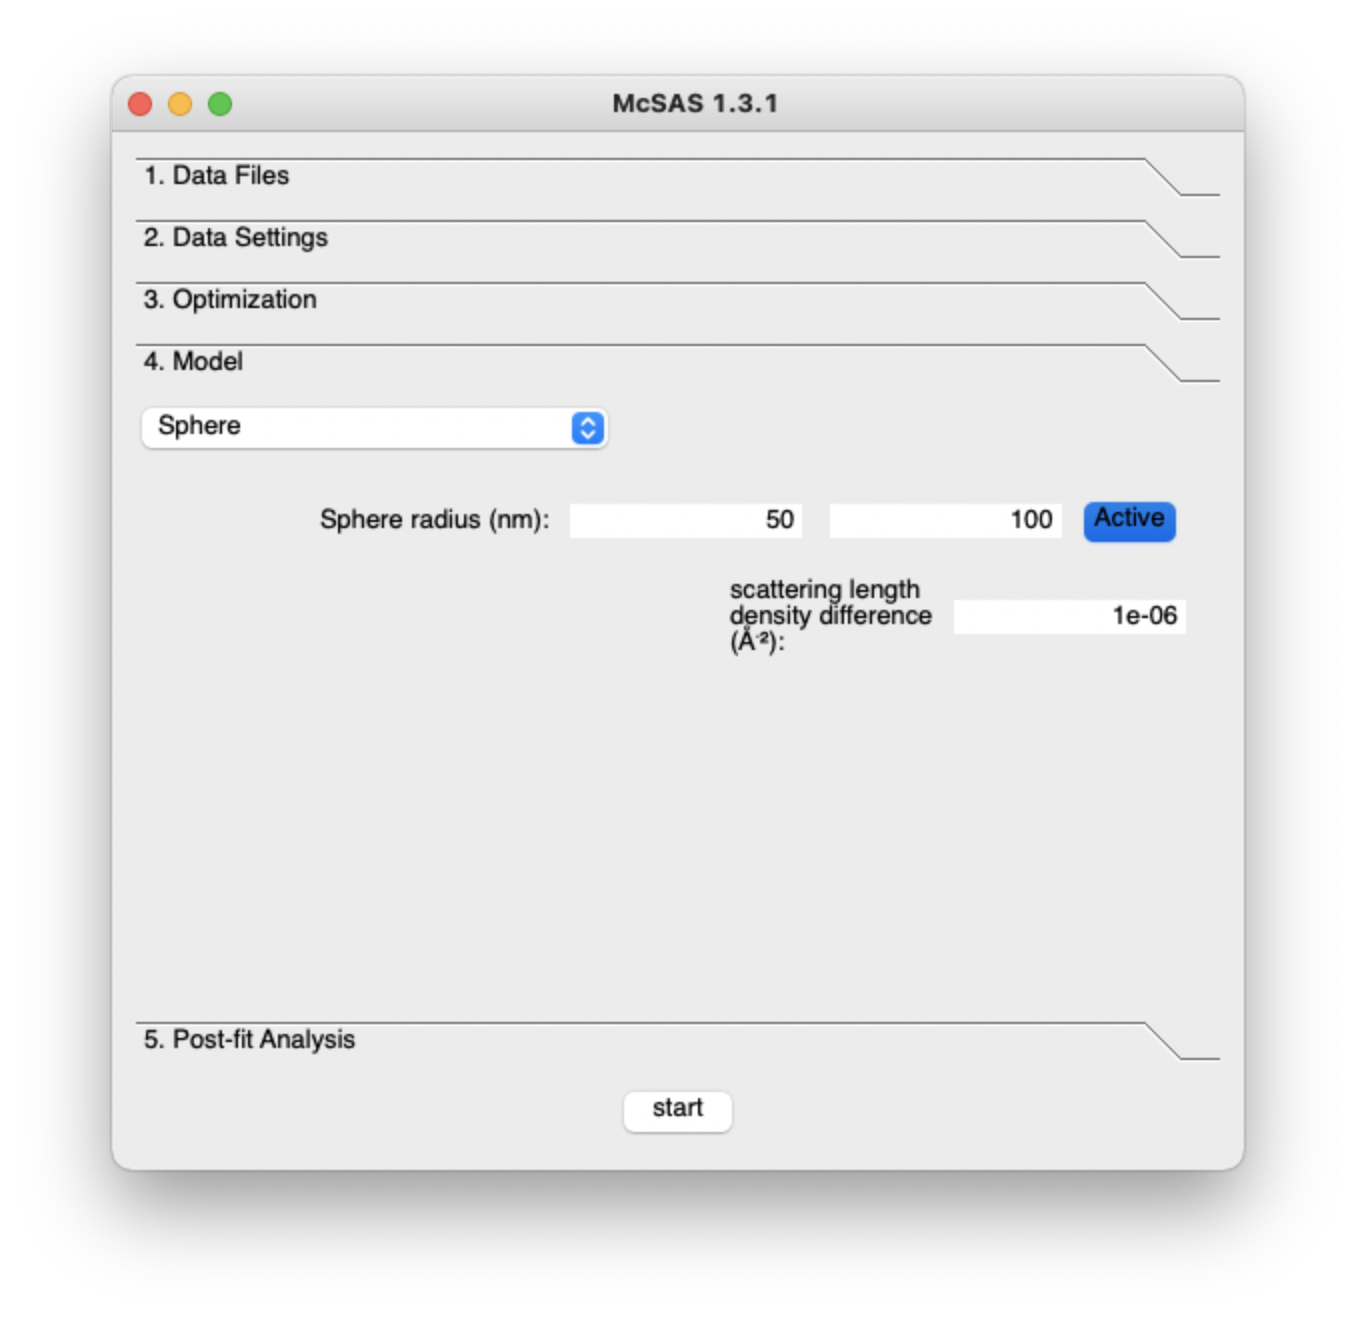 McSAS 1.3.1
1. Data Files
2. Data Settings
3. Optimization
4. Model
Sphere
Sphere radius (nm): 50 100 Active
scattering length
density difference 1e-06
(Å⁻²):
5. Post-fit Analysis
start